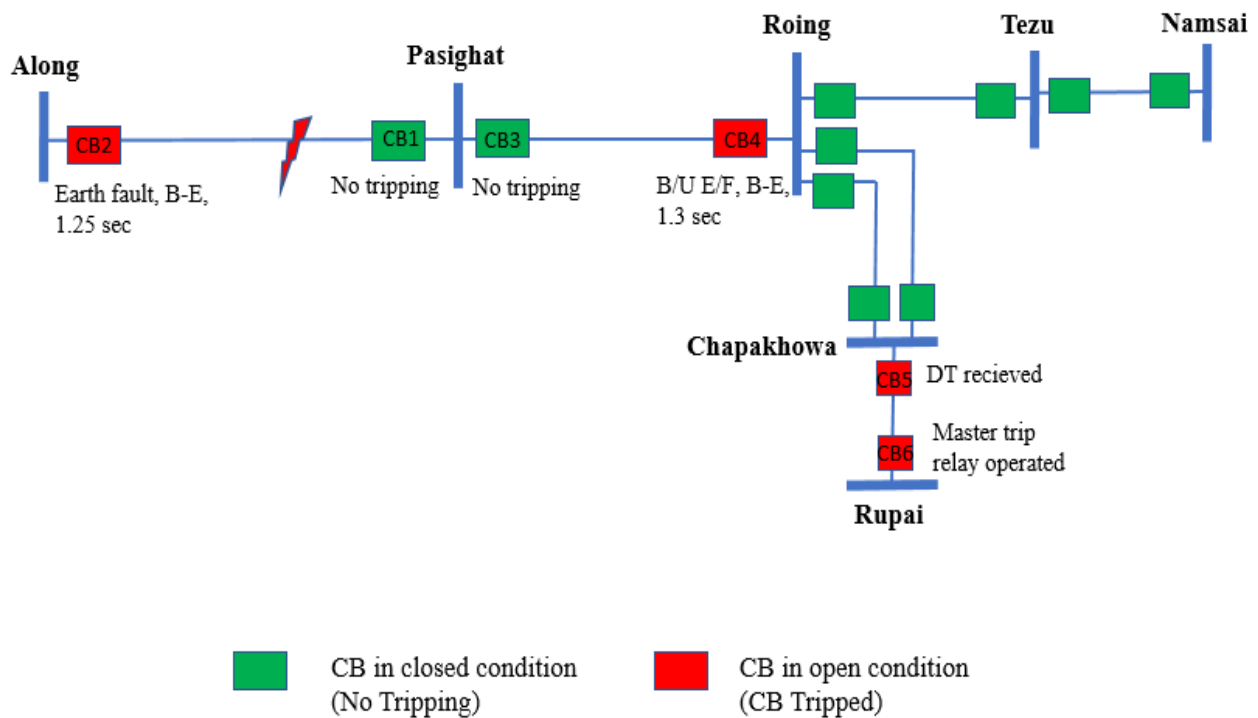 Roing
Tezu
Namsai
Along
Pasighat
CB2
CB1
CB3
CB4
Earth fault, B-E,
1.25 sec
No tripping
No tripping
B/U E/F, B-E,
1.3 sec
Chapakhowa
CB5
DT recieved
CB6
Master trip
relay operated
Rupai
CB in closed condition
(No Tripping)
CB in open condition
(CB Tripped)